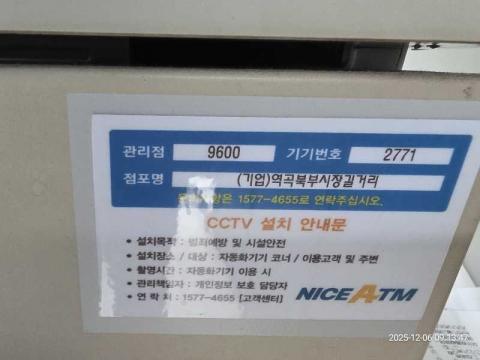 관리점 9600 기기번호 2771
점포명 (기업)역곡북부시장길거리
은 1577-4655로 연락주십시오.
CCTV 설치 안내문
• 설치목적 : 범죄예방 및 시설안전
• 설치장소 / 대상 : 자동화기기 코너 / 이용고객 및 주변
• 촬영시간 : 자동화기기 이용 시
• 관리책임자 : 개인정보 보호 담당자
• 연 락 처 : 1577-4655 [고객센터]
NICE ATM
2025-12-06 09:13:47